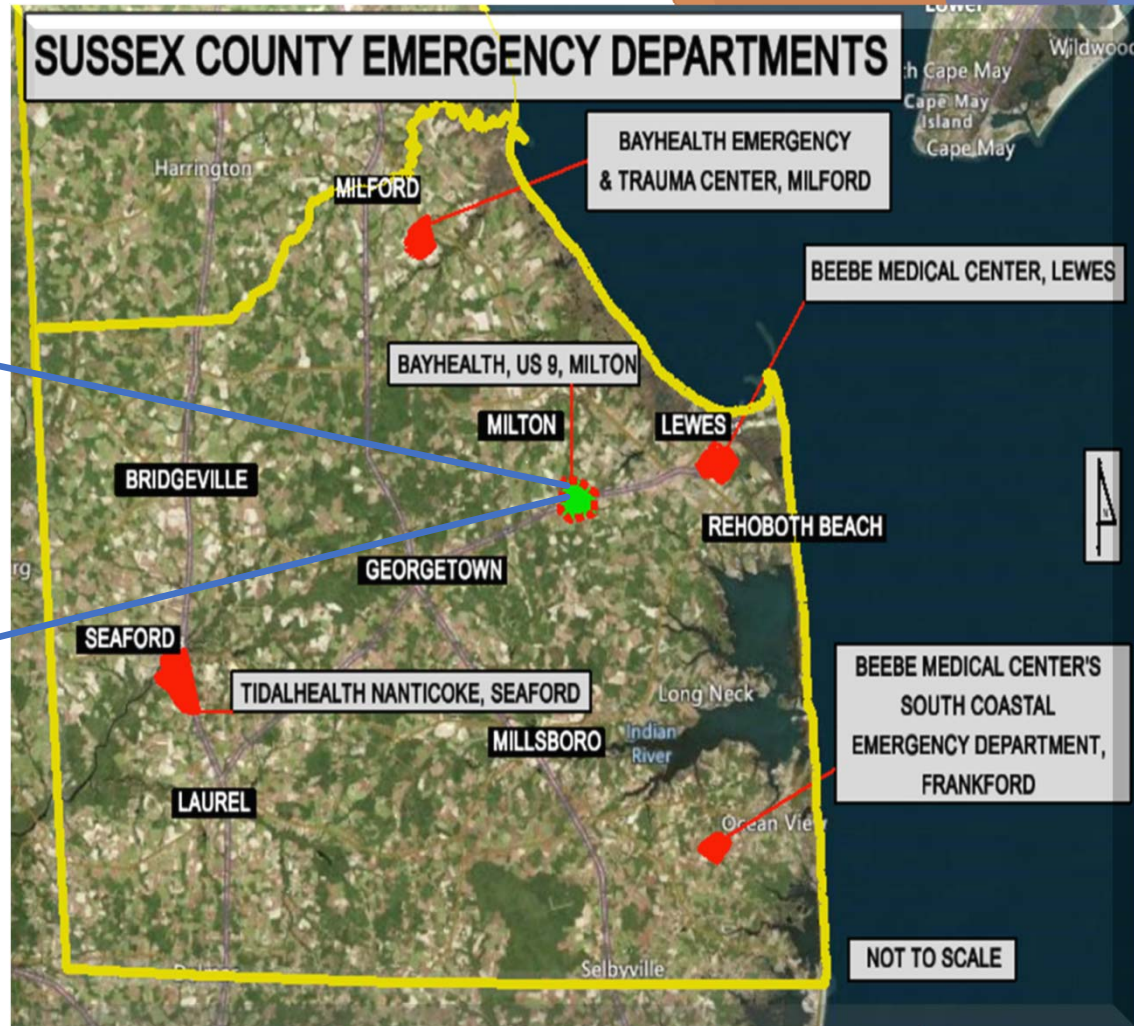 Lower
SUSSEX COUNTY EMERGENCY DEPARTMENTS
Wildwood
th Cape May
Cape May
Island
Cape May
BAYHEALTH EMERGENCY
& TRAUMA CENTER, MILFORD
Harrington
MILFORD
BEEBE MEDICAL CENTER, LEWES
BAYHEALTH, US 9, MILTON
MILTON
LEWES
BRIDGEVILLE
REHOBOTH BEACH
GEORGETOWN
rg
SEAFORD
TIDALHEALTH NANTICOKE, SEAFORD
Long Neck
BEEBE MEDICAL CENTER'S
SOUTH COASTAL
EMERGENCY DEPARTMENT,
FRANKFORD
MILLSBORO
Indian
River
LAUREL
Ocean View
NOT TO SCALE
Selbyville